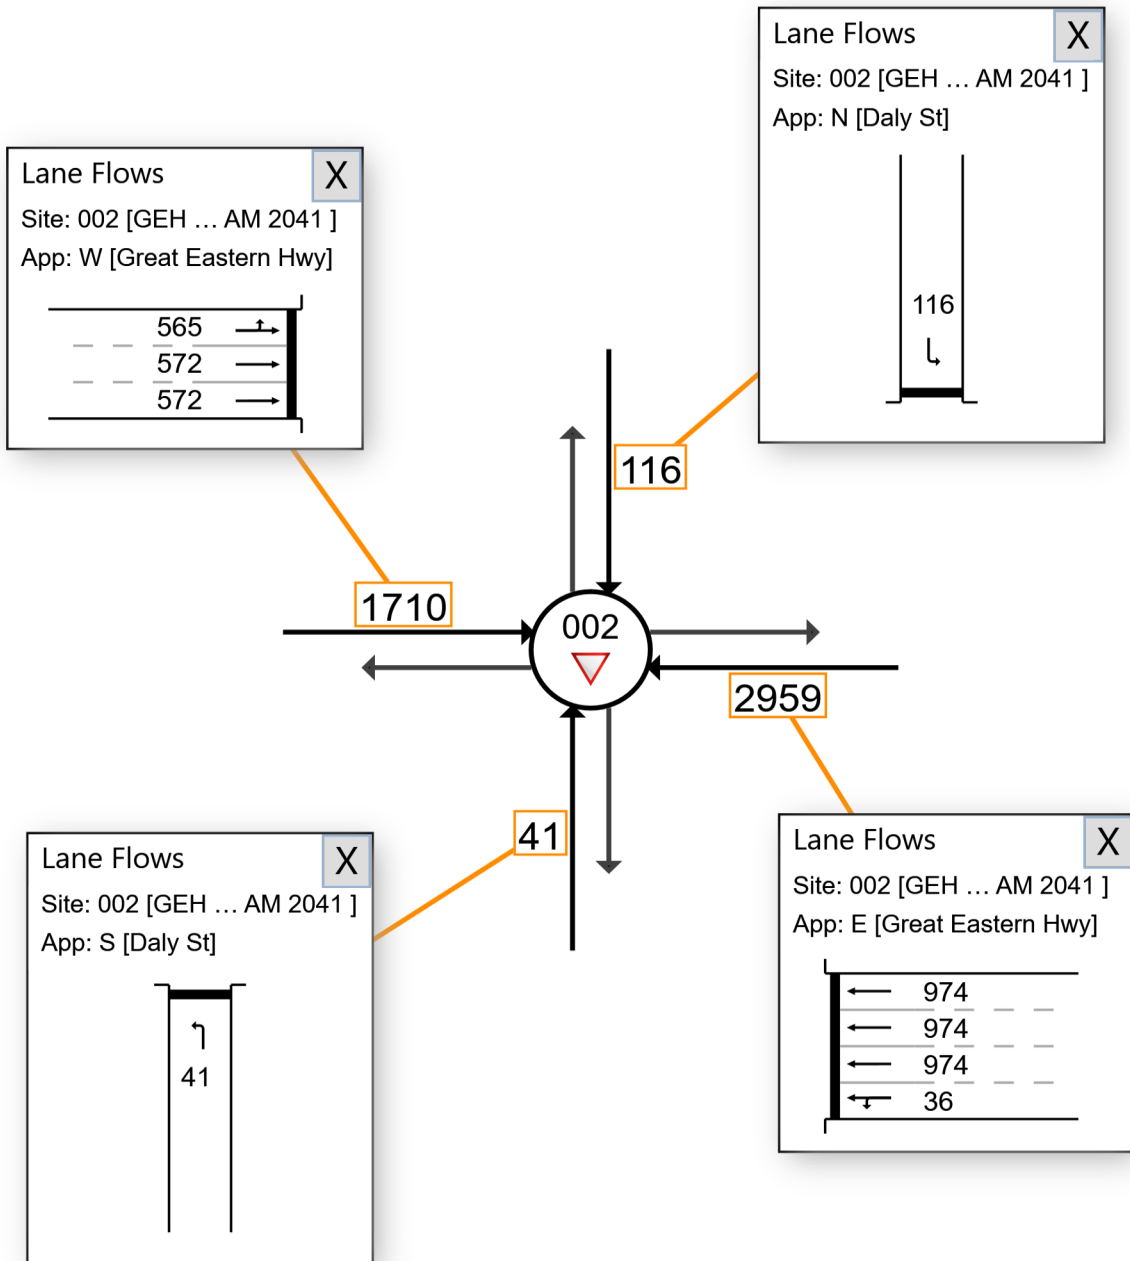 Lane Flows
X
Site: 002 [GEH ... AM 2041 ]
App: N [Daly St]
116
Lane Flows
X
Site: 002 [GEH ... AM 2041 ]
App: W [Great Eastern Hwy]
565
572
572
116
1710
002
2959
41
Lane Flows
X
Site: 002 [GEH ... AM 2041 ]
App: S [Daly St]
41
Lane Flows
X
Site: 002 [GEH ... AM 2041 ]
App: E [Great Eastern Hwy]
974
974
974
36